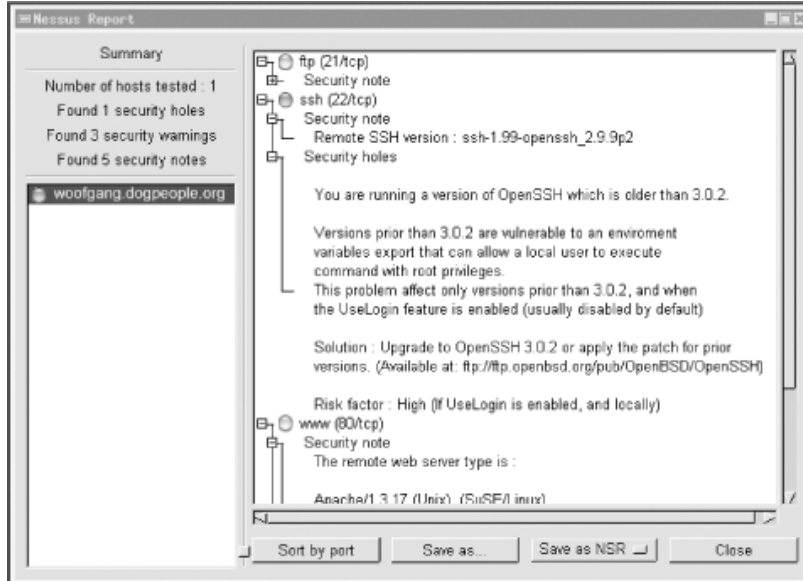 Nessus Report
Summary
Number of hosts tested : 1
Found 1 security holes
Found 3 security warnings
Found 5 security notes
woofgang.dogpeople.org
ftp (21/tcp)
Security note
ssh (22/tcp)
Security note
Remote SSH version : ssh-1.99-openssh_2.9.9p2
Security holes
You are running a version of OpenSSH which is older than 3.0.2.
Versions prior than 3.0.2 are vulnerable to an enviroment
variables export that can allow a local user to execute
command with root privileges.
This problem affect only versions prior than 3.0.2, and when
the UseLogin feature is enabled (usually disabled by default)
Solution : Upgrade to OpenSSH 3.0.2 or apply the patch for prior
versions. (Available at: ftp://ftp.openbsd.org/pub/OpenBSD/OpenSSH)
Risk factor : High (If UseLogin is enabled, and locally)
www (80/tcp)
Security note
The remote web server type is :
Apache/1.3.17 (Unix) (SuSE/Linux)
Sort by port
Save as...
Save as NSR
Close